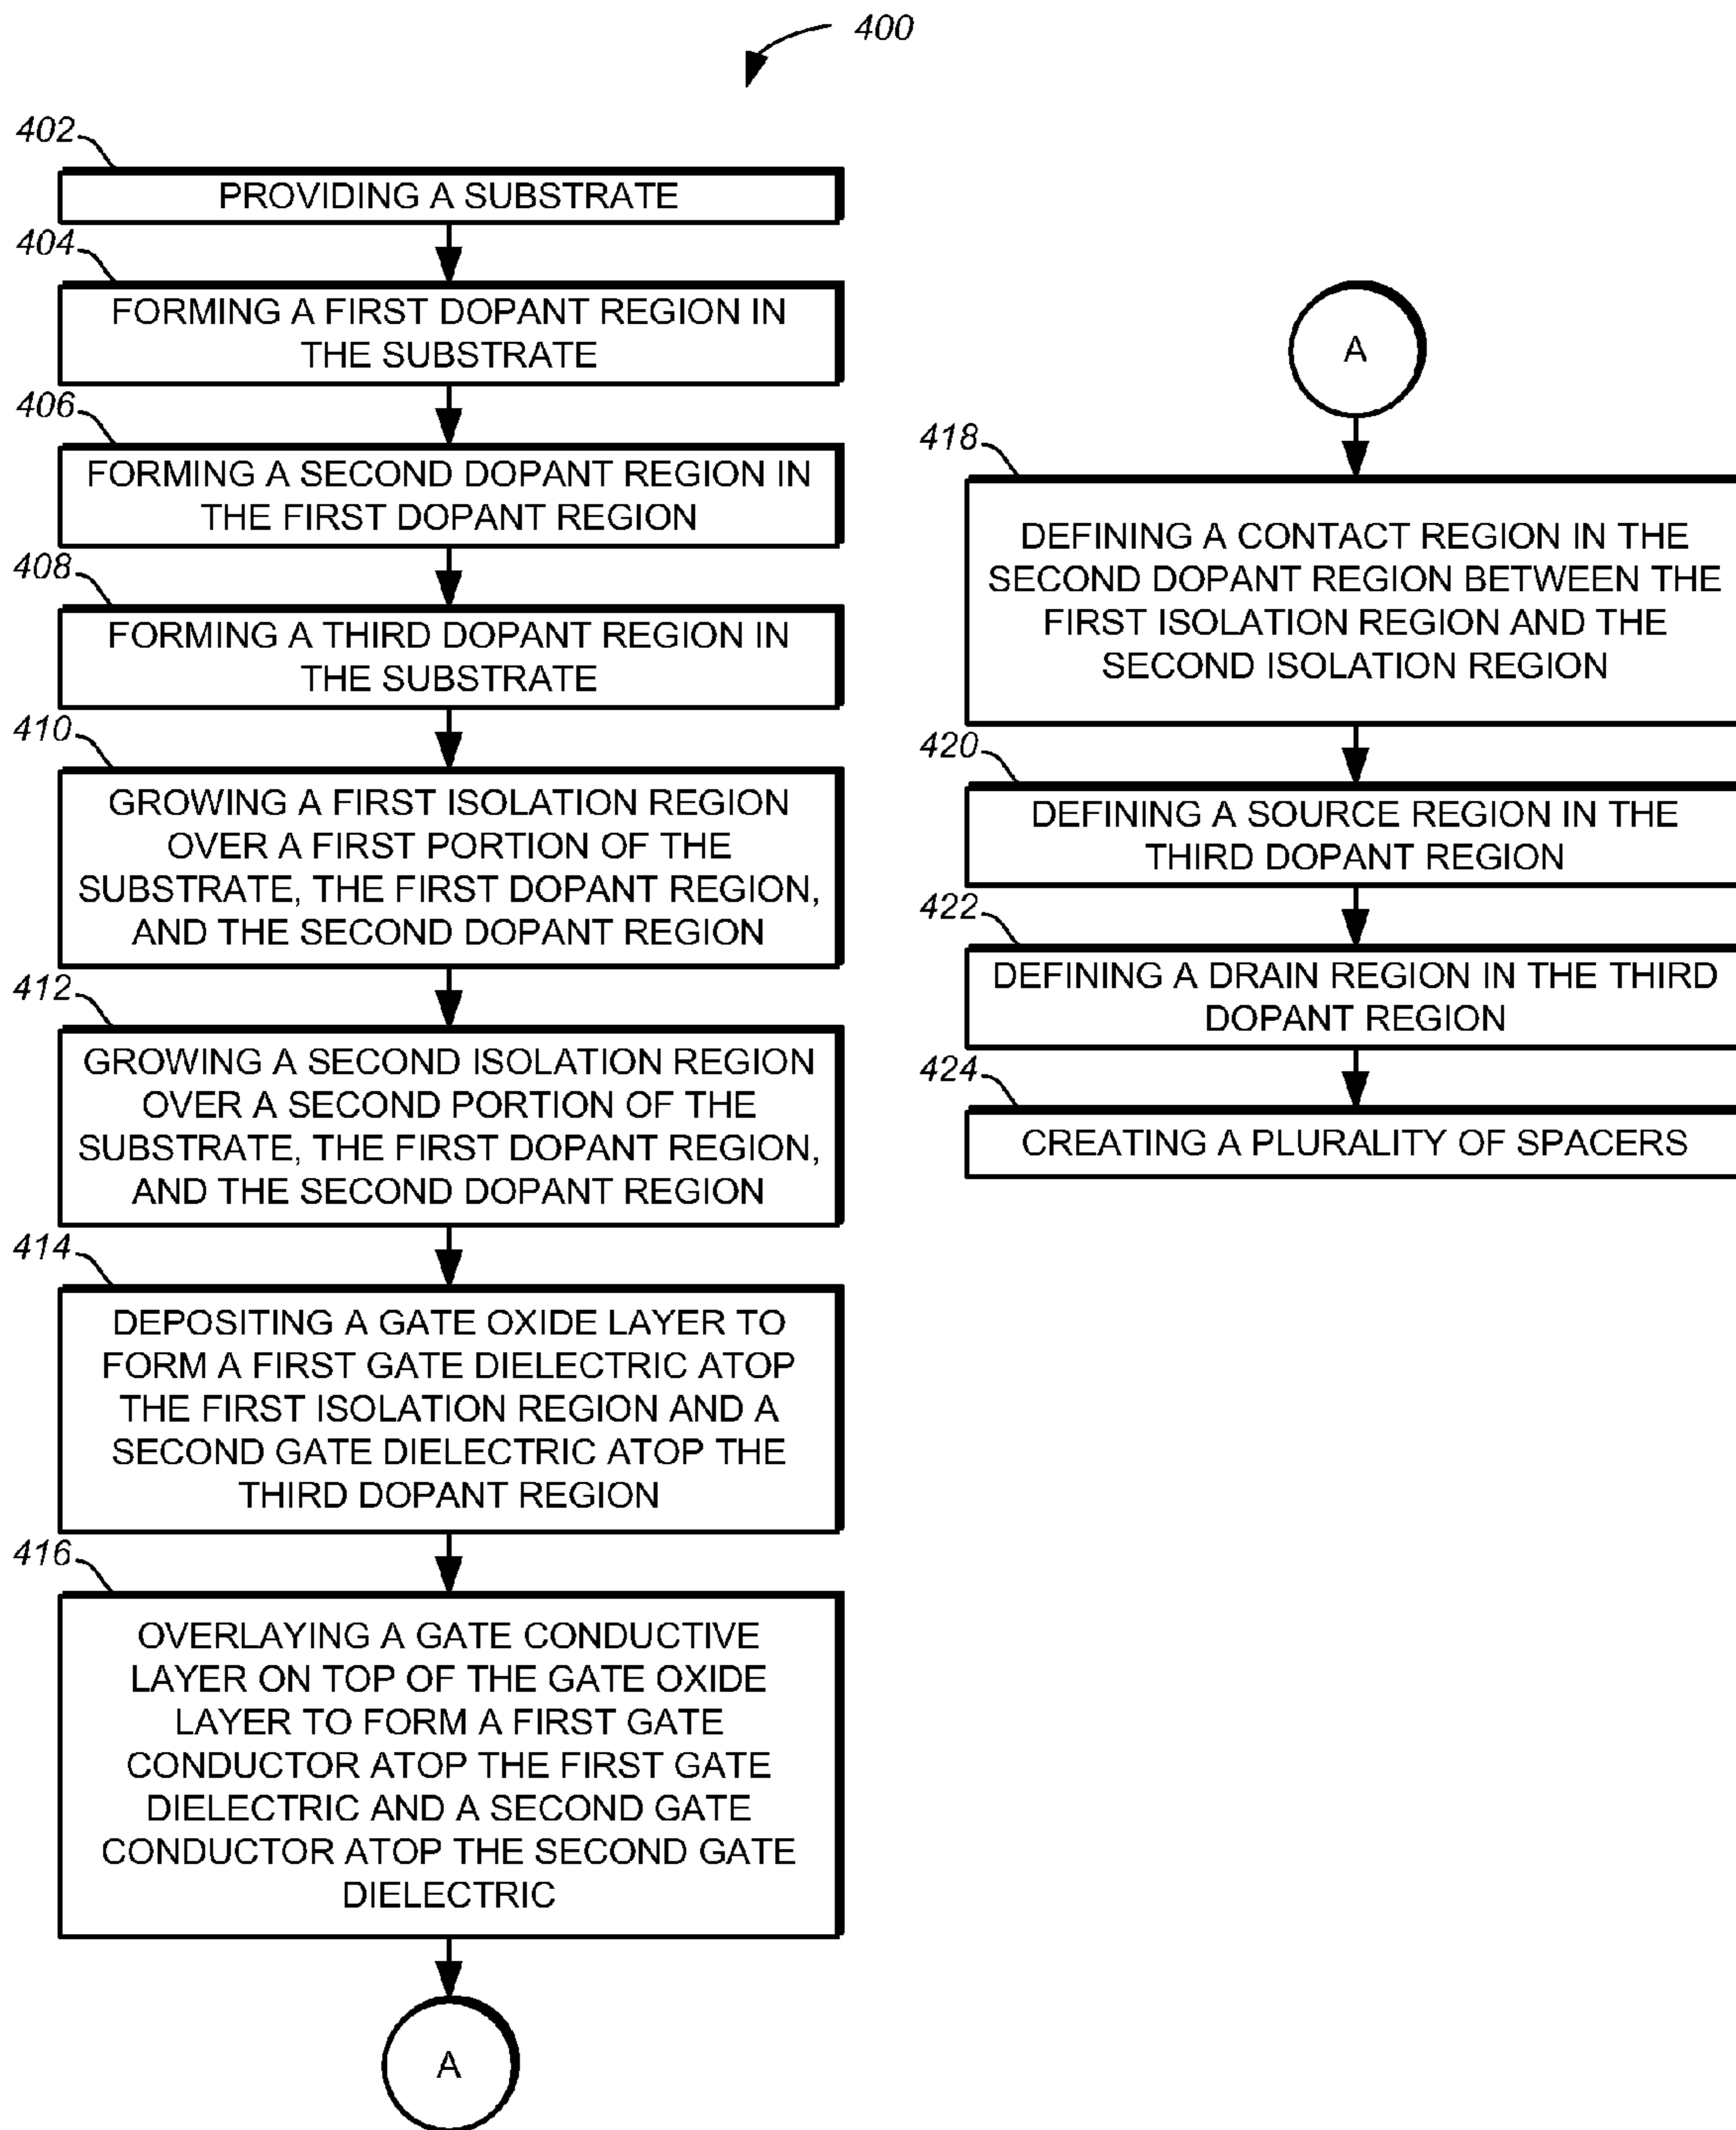 400
402
PROVIDING A SUBSTRATE
404
FORMING A FIRST DOPANT REGION IN
THE SUBSTRATE
406
FORMING A SECOND DOPANT REGION IN
THE FIRST DOPANT REGION
408
FORMING A THIRD DOPANT REGION IN
THE SUBSTRATE
410
GROWING A FIRST ISOLATION REGION
OVER A FIRST PORTION OF THE
SUBSTRATE, THE FIRST DOPANT REGION,
AND THE SECOND DOPANT REGION
412
GROWING A SECOND ISOLATION REGION
OVER A SECOND PORTION OF THE
SUBSTRATE, THE FIRST DOPANT REGION,
AND THE SECOND DOPANT REGION
414
DEPOSITING A GATE OXIDE LAYER TO
FORM A FIRST GATE DIELECTRIC ATOP
THE FIRST ISOLATION REGION AND A
SECOND GATE DIELECTRIC ATOP THE
THIRD DOPANT REGION
416
OVERLAYING A GATE CONDUCTIVE
LAYER ON TOP OF THE GATE OXIDE
LAYER TO FORM A FIRST GATE
CONDUCTOR ATOP THE FIRST GATE
DIELECTRIC AND A SECOND GATE
CONDUCTOR ATOP THE SECOND GATE
DIELECTRIC
A
A
418
DEFINING A CONTACT REGION IN THE
SECOND DOPANT REGION BETWEEN THE
FIRST ISOLATION REGION AND THE
SECOND ISOLATION REGION
420
DEFINING A SOURCE REGION IN THE
THIRD DOPANT REGION
422
DEFINING A DRAIN REGION IN THE THIRD
DOPANT REGION
424
CREATING A PLURALITY OF SPACERS